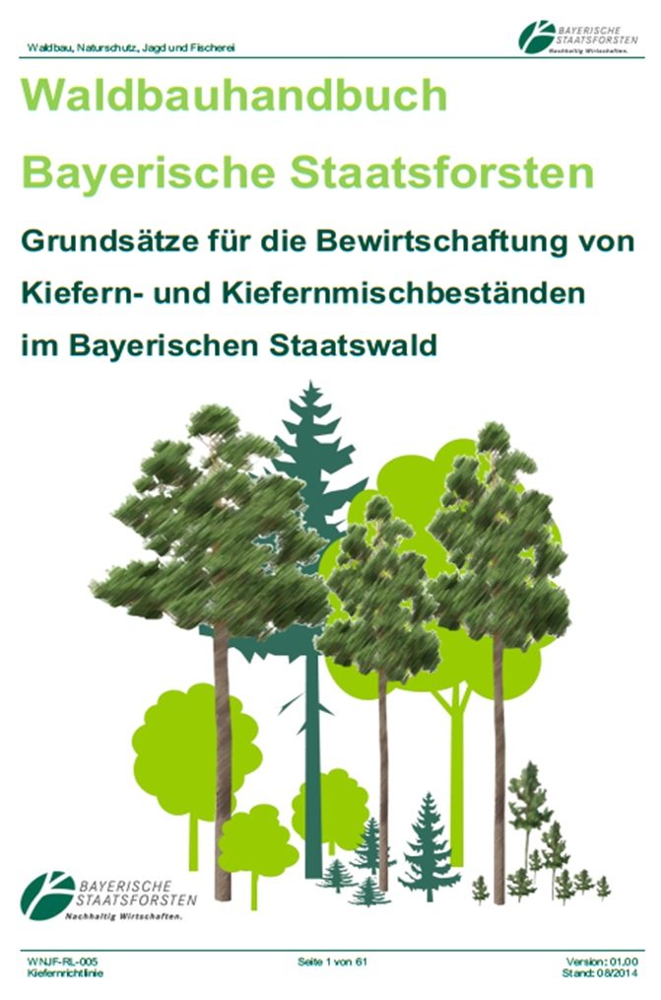 Waldbau, Naturschutz, Jagd und Fischerei
BAYERISCHE
STAATSFORSTEN
Nachhaltig Wirtschaften.
Waldbauhandbuch
Bayerische Staatsforsten
Grundsätze für die Bewirtschaftung von
Kiefern- und Kiefernmischbeständen
im Bayerischen Staatswald
BAYERISCHE
STAATSFORSTEN
Nachhaltig Wirtschaften.
WNJF-RL-005
Seite 1 von 61
Version: 01.00
Kiefernrichtlinie
Stand: 08/2014